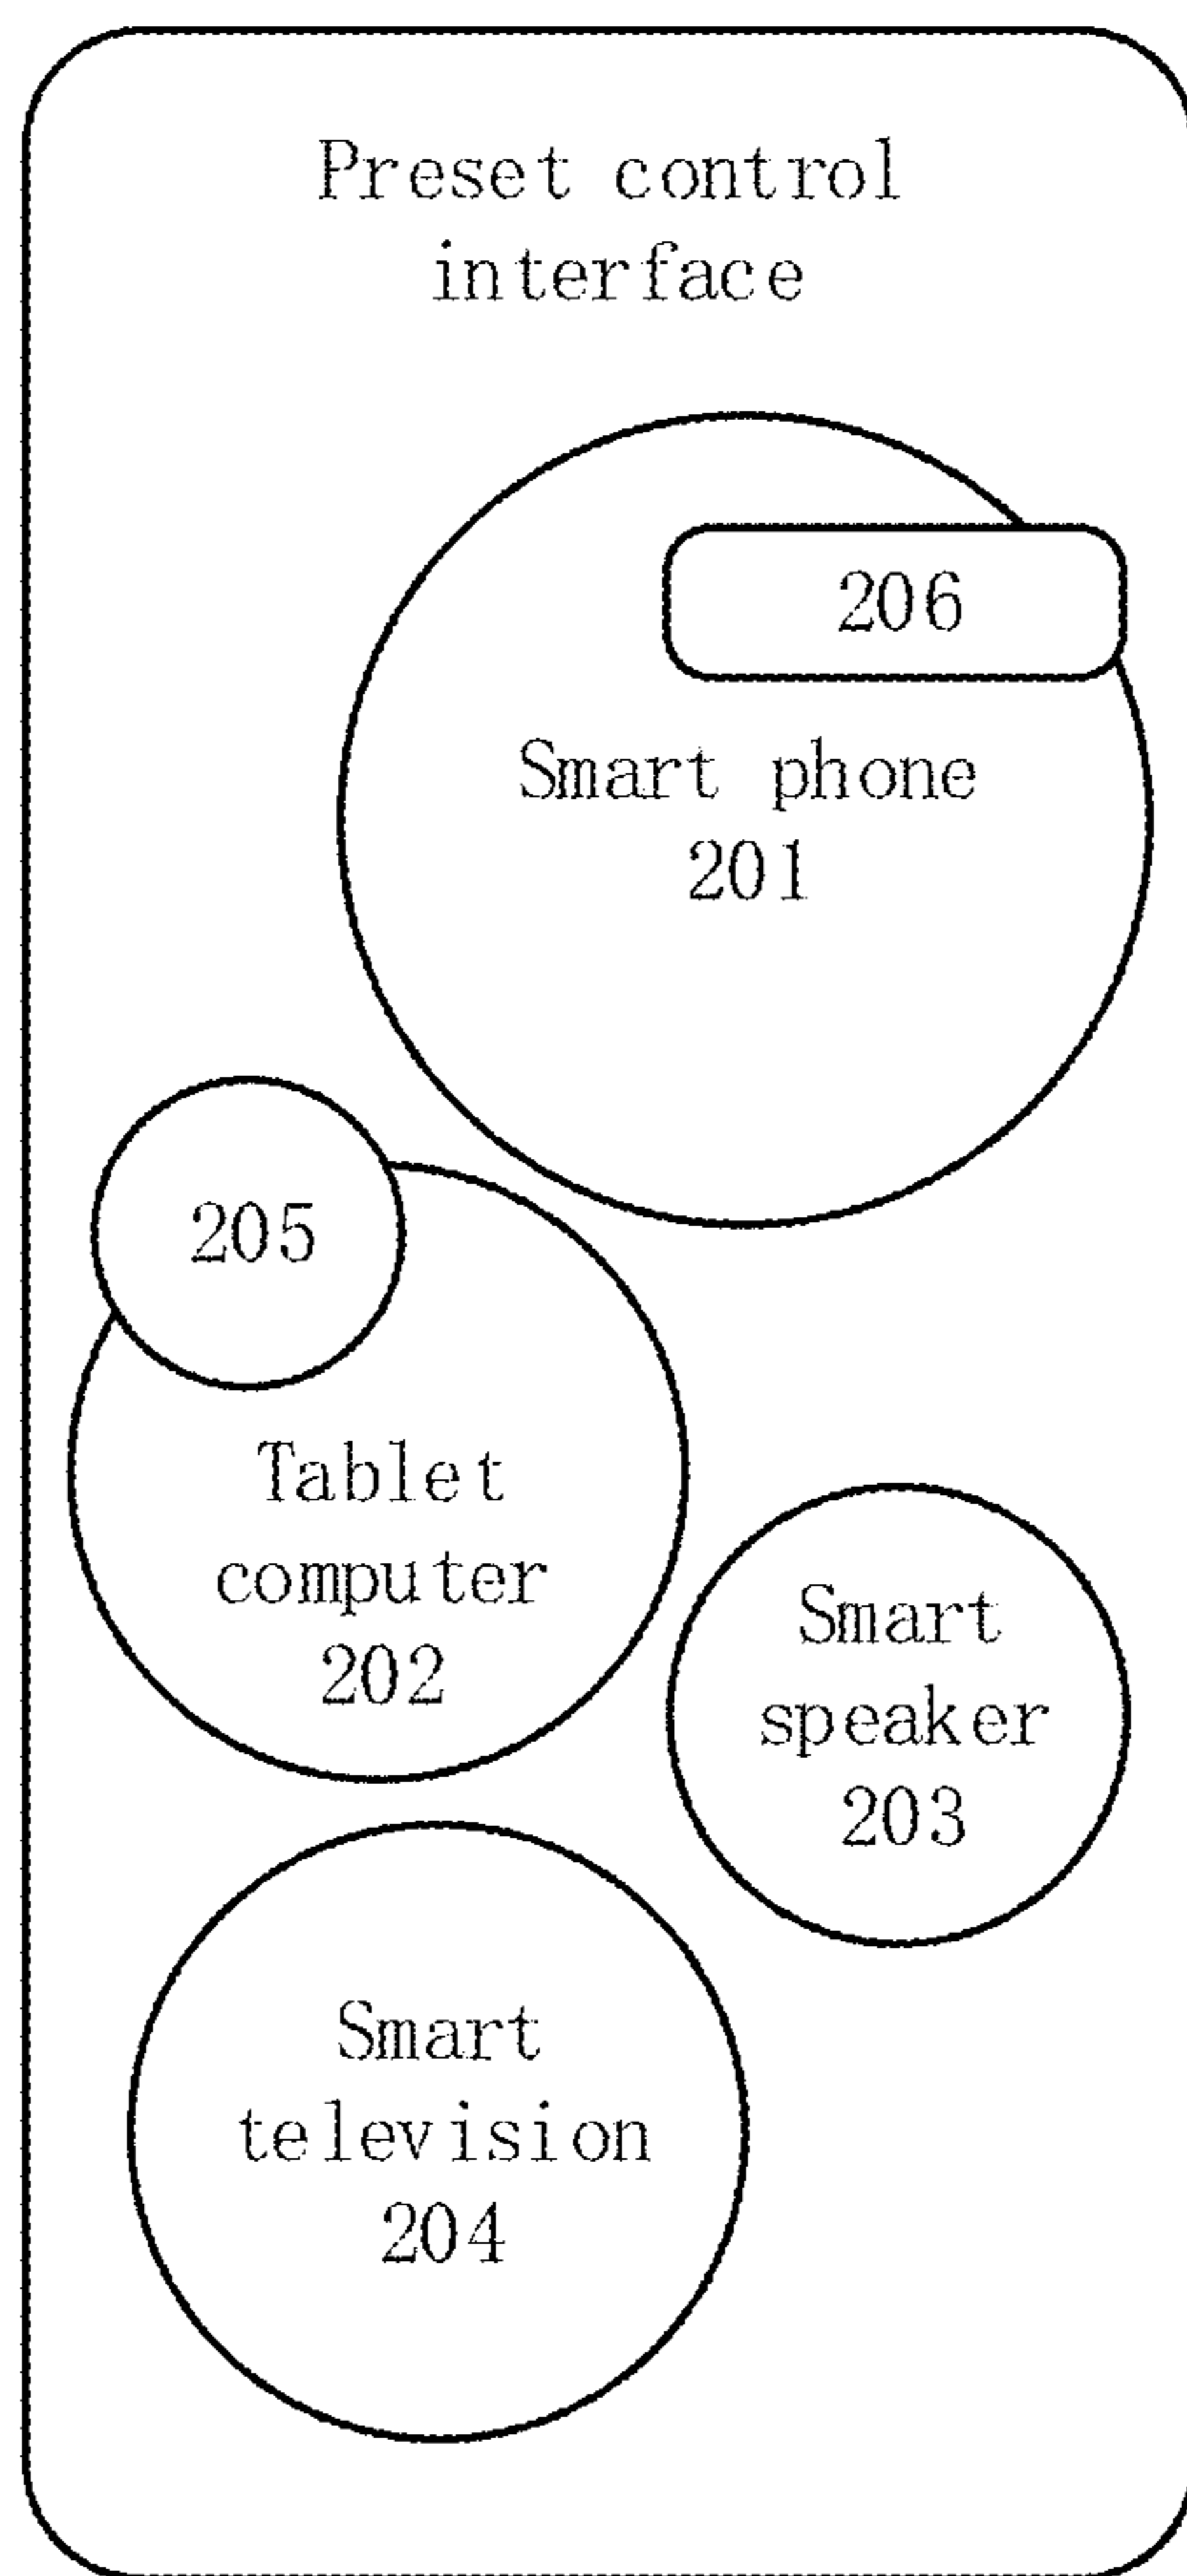 Preset control
interface
206
Smart phone
201
205
Tablet
computer
202
Smart
speaker
203
Smart
television
204